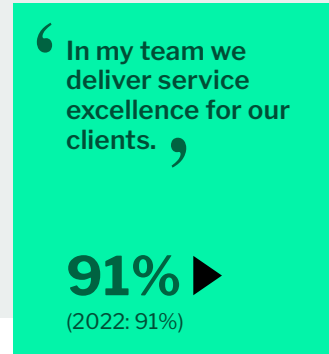 ‘ In my team we
deliver service
excellence for our
clients. ’
91%
(2022: 91%)